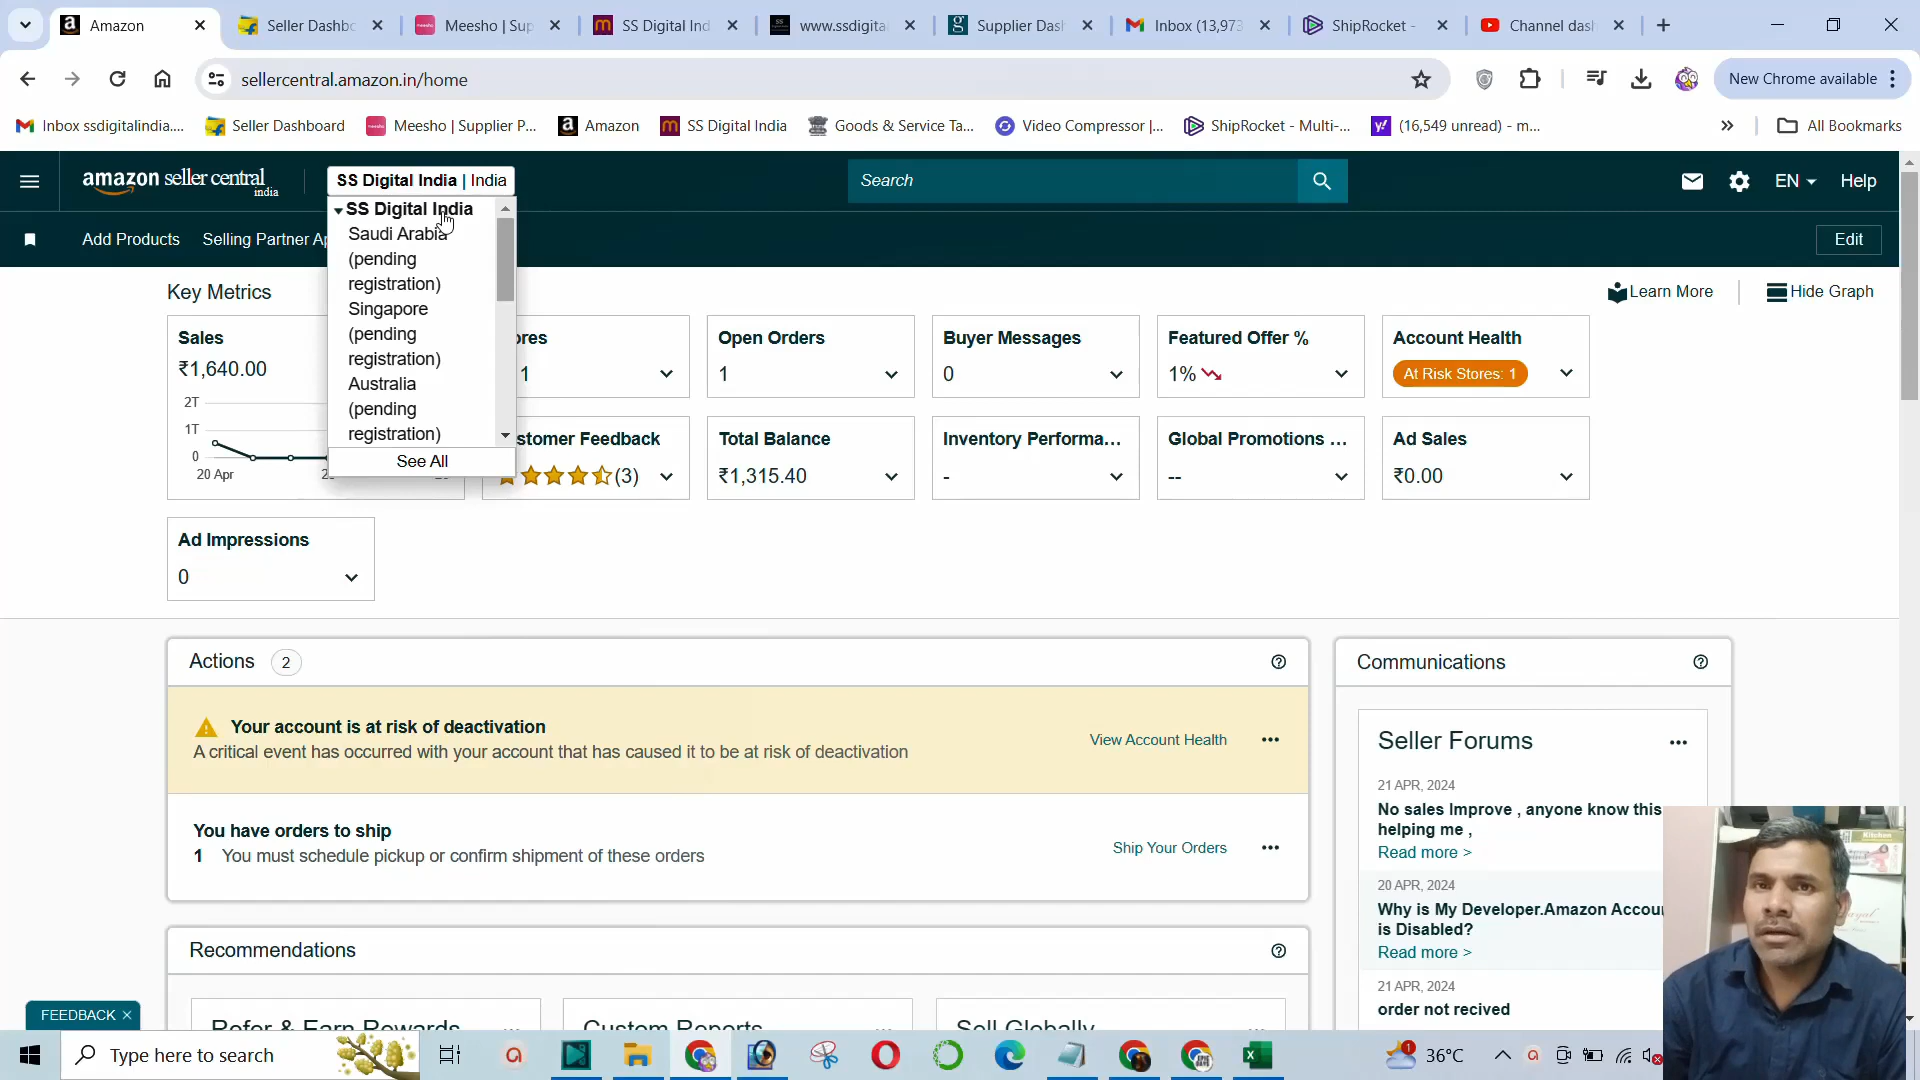 Amazon
Seller Dashbo
Meesho | Sup
SS Digital Ind
www.ssdigital
Supplier Dash
Inbox (13,973
ShipRocket -
Channel dash
sellercentral.amazon.in/home
New Chrome available
Inbox ssdigitalindia....
Seller Dashboard
Meesho | Supplier P...
Amazon
SS Digital India
Goods & Service Ta...
Video Compressor |...
ShipRocket - Multi-...
(16,549 unread) - m...
All Bookmarks
amazon seller central
india
SS Digital India | India
Search
EN
Help
SS Digital India
Saudi Arabia
(pending
registration)
Singapore
(pending
registration)
Australia
(pending
registration)
See All
Add Products
Selling Partner Ap
Edit
Key Metrics
Learn More
Hide Graph
Sales
₹1,640.00
2T
1T
0
20 Apr
ores
1
Open Orders
1
Buyer Messages
0
Featured Offer %
1%
Account Health
At Risk Stores: 1
stomer Feedback
(3)
Total Balance
₹1,315.40
Inventory Performa...
-
Global Promotions ...
--
Ad Sales
₹0.00
Ad Impressions
0
Actions 2
Your account is at risk of deactivation
A critical event has occurred with your account that has caused it to be at risk of deactivation
View Account Health
You have orders to ship
1 You must schedule pickup or confirm shipment of these orders
Ship Your Orders
Recommendations
Refer & Earn Rewards
Custom Reports
Sell Globally
Communications
Seller Forums
21 APR, 2024
No sales Improve , anyone know this
helping me ,
Read more >
20 APR, 2024
Why is My Developer.Amazon Accou
is Disabled?
Read more >
21 APR, 2024
order not recived
FEEDBACK
Type here to search
36°C